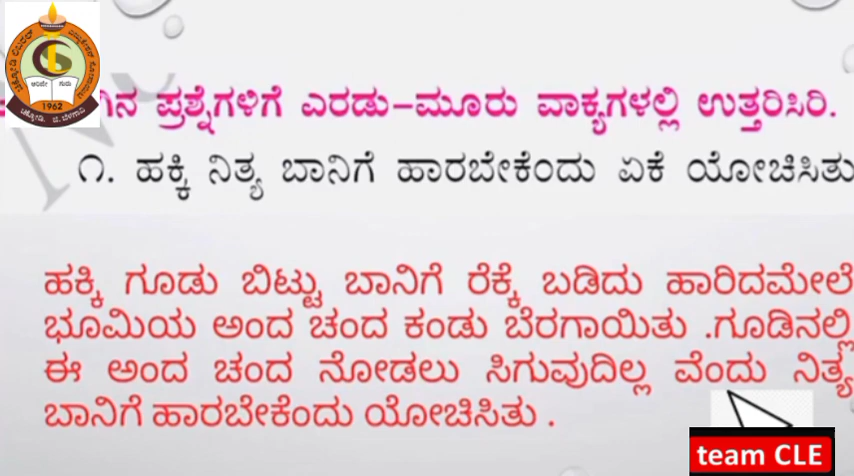 ಗಿನ ಪ್ರಶ್ನೆಗಳಿಗೆ ಎರಡು-ಮೂರು ವಾಕ್ಯಗಳಲ್ಲಿ ಉತ್ತರಿಸಿರಿ.
೧. ಹಕ್ಕಿ ನಿತ್ಯ ಬಾನಿಗೆ ಹಾರಬೇಕೆಂದು ಏಕೆ ಯೋಚಿಸಿತು
ಹಕ್ಕಿ ಗೂಡು ಬಿಟ್ಟು ಬಾನಿಗೆ ರೆಕ್ಕೆ ಬಡಿದು ಹಾರಿದಮೇಲೆ
ಭೂಮಿಯ ಅಂದ ಚಂದ ಕಂಡು ಬೆರಗಾಯಿತು .ಗೂಡಿನಲ್ಲಿ
ಈ ಅಂದ ಚಂದ ನೋಡಲು ಸಿಗುವುದಿಲ್ಲ ವೆಂದು ನಿತ್ಯ
ಬಾನಿಗೆ ಹಾರಬೇಕೆಂದು ಯೋಚಿಸಿತು .
ಅರಿವೇ ಗುರು
1962
team CLE